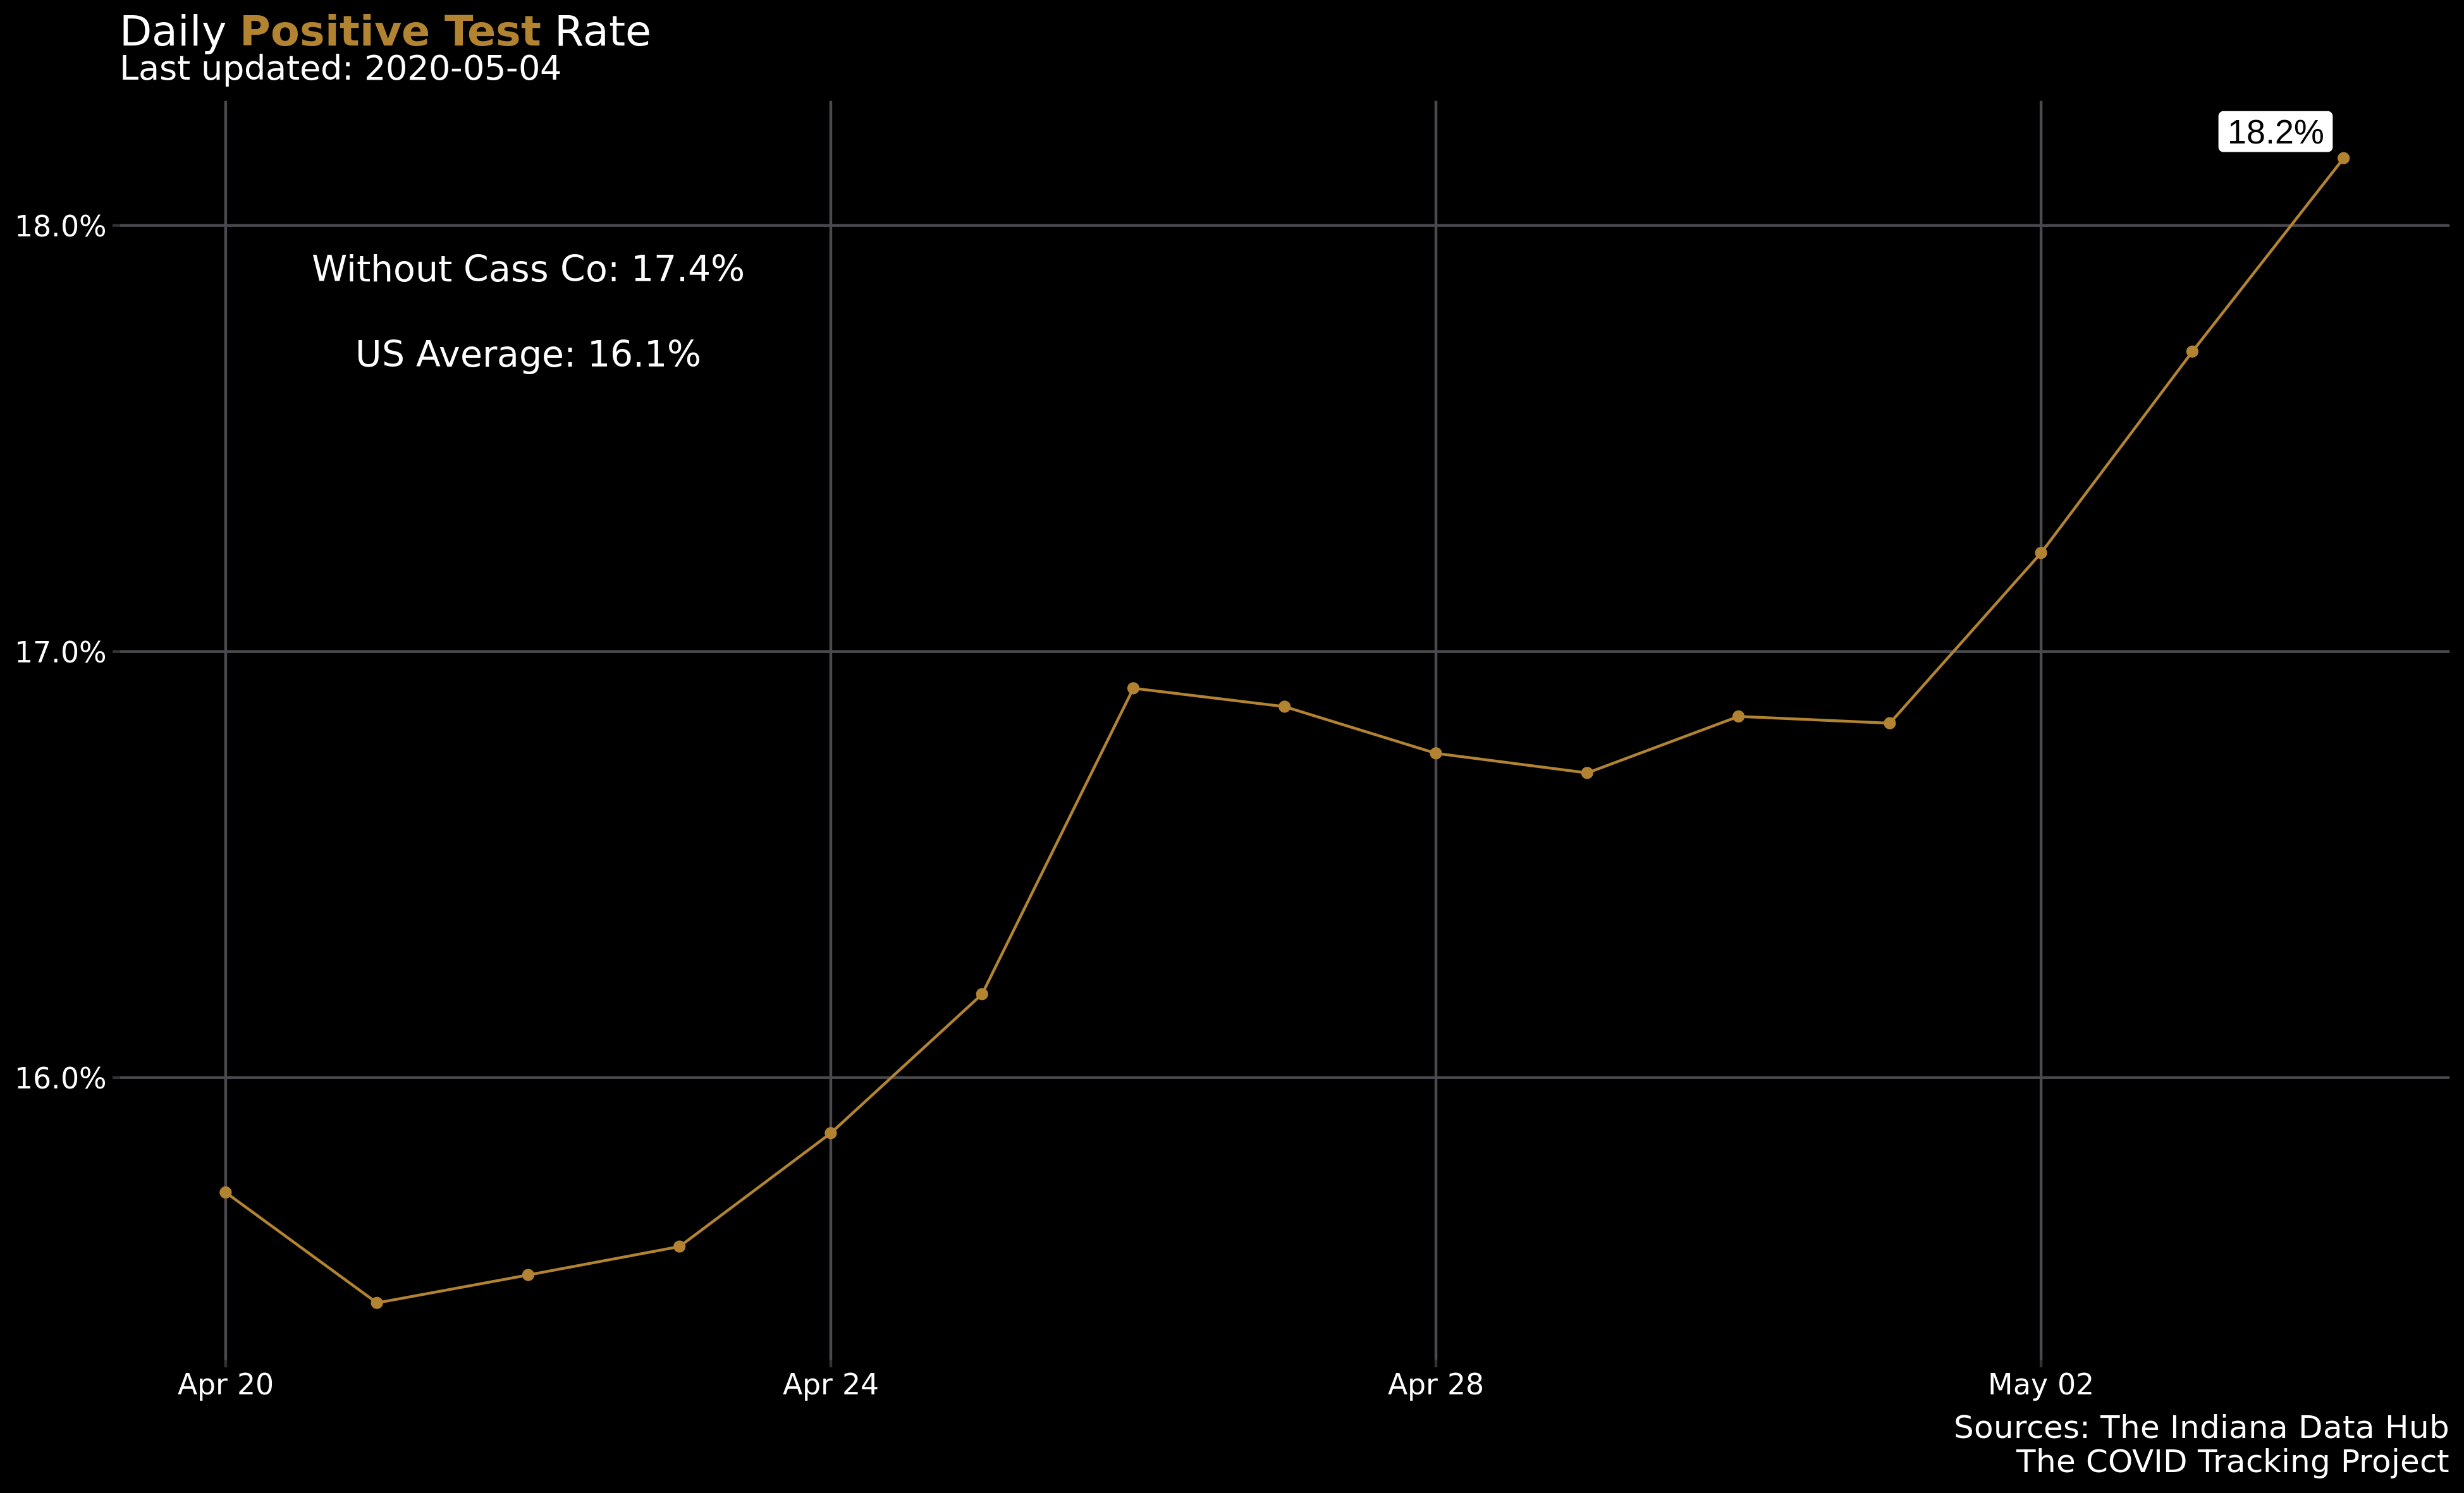 Daily Positive Test Rate
Last updated: 2020-05-04
18.2%
18.0%
Without Cass Co: 17.4%
US Average: 16.1%
17.0%
16.0%
Apr 20
Apr 24
Apr 28
May 02
Sources: The Indiana Data Hub
The COVID Tracking Project